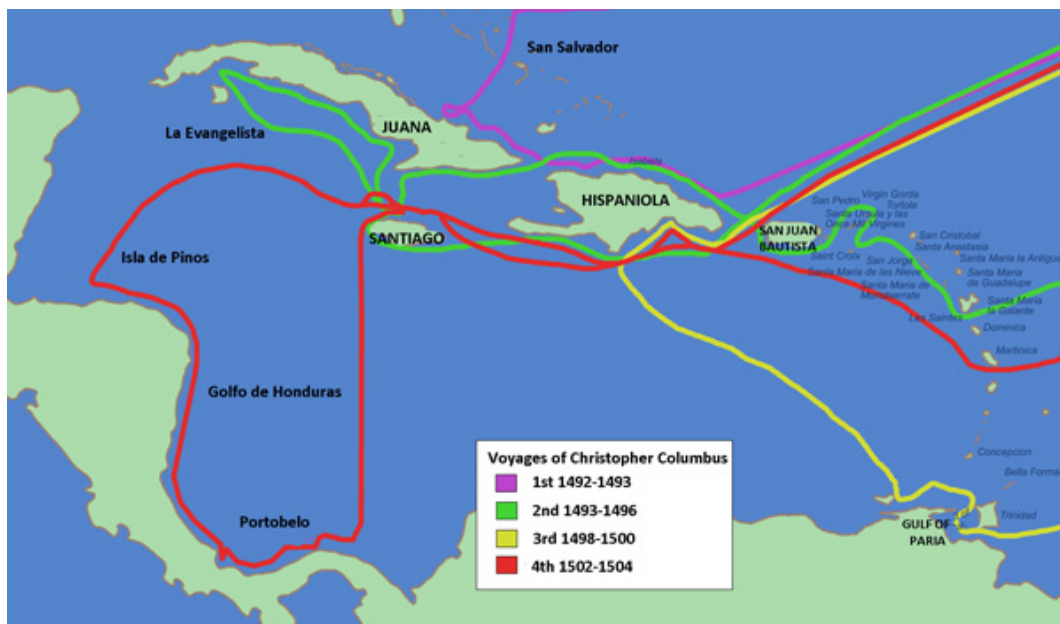 San Salvador
JUANA
La Evangelista
Isabela
HISPANIOLA
SANTIAGO
SAN JUAN
BAUTISTA
San Pedro
Virgin Gorda
Tortola
Santa Ursula y las
Once Mil Virgines
San Cristobal
Santa Anastasia
Saint Croix
San Jorge
Santa Maria la Antigua
Santa Maria de las Nieve
Santa Maria
de Guadalupe
Santa Maria de
Montserrate
Santa Maria
la Galante
Les Saintes
Dominica
Martinica
Isla de Pinos
Golfo de Honduras
Portobelo
Concepcion
Bella Forma
Trinidad
GULF OF
PARIA
Voyages of Christopher Columbus
1st 1492-1493
2nd 1493-1496
3rd 1498-1500
4th 1502-1504